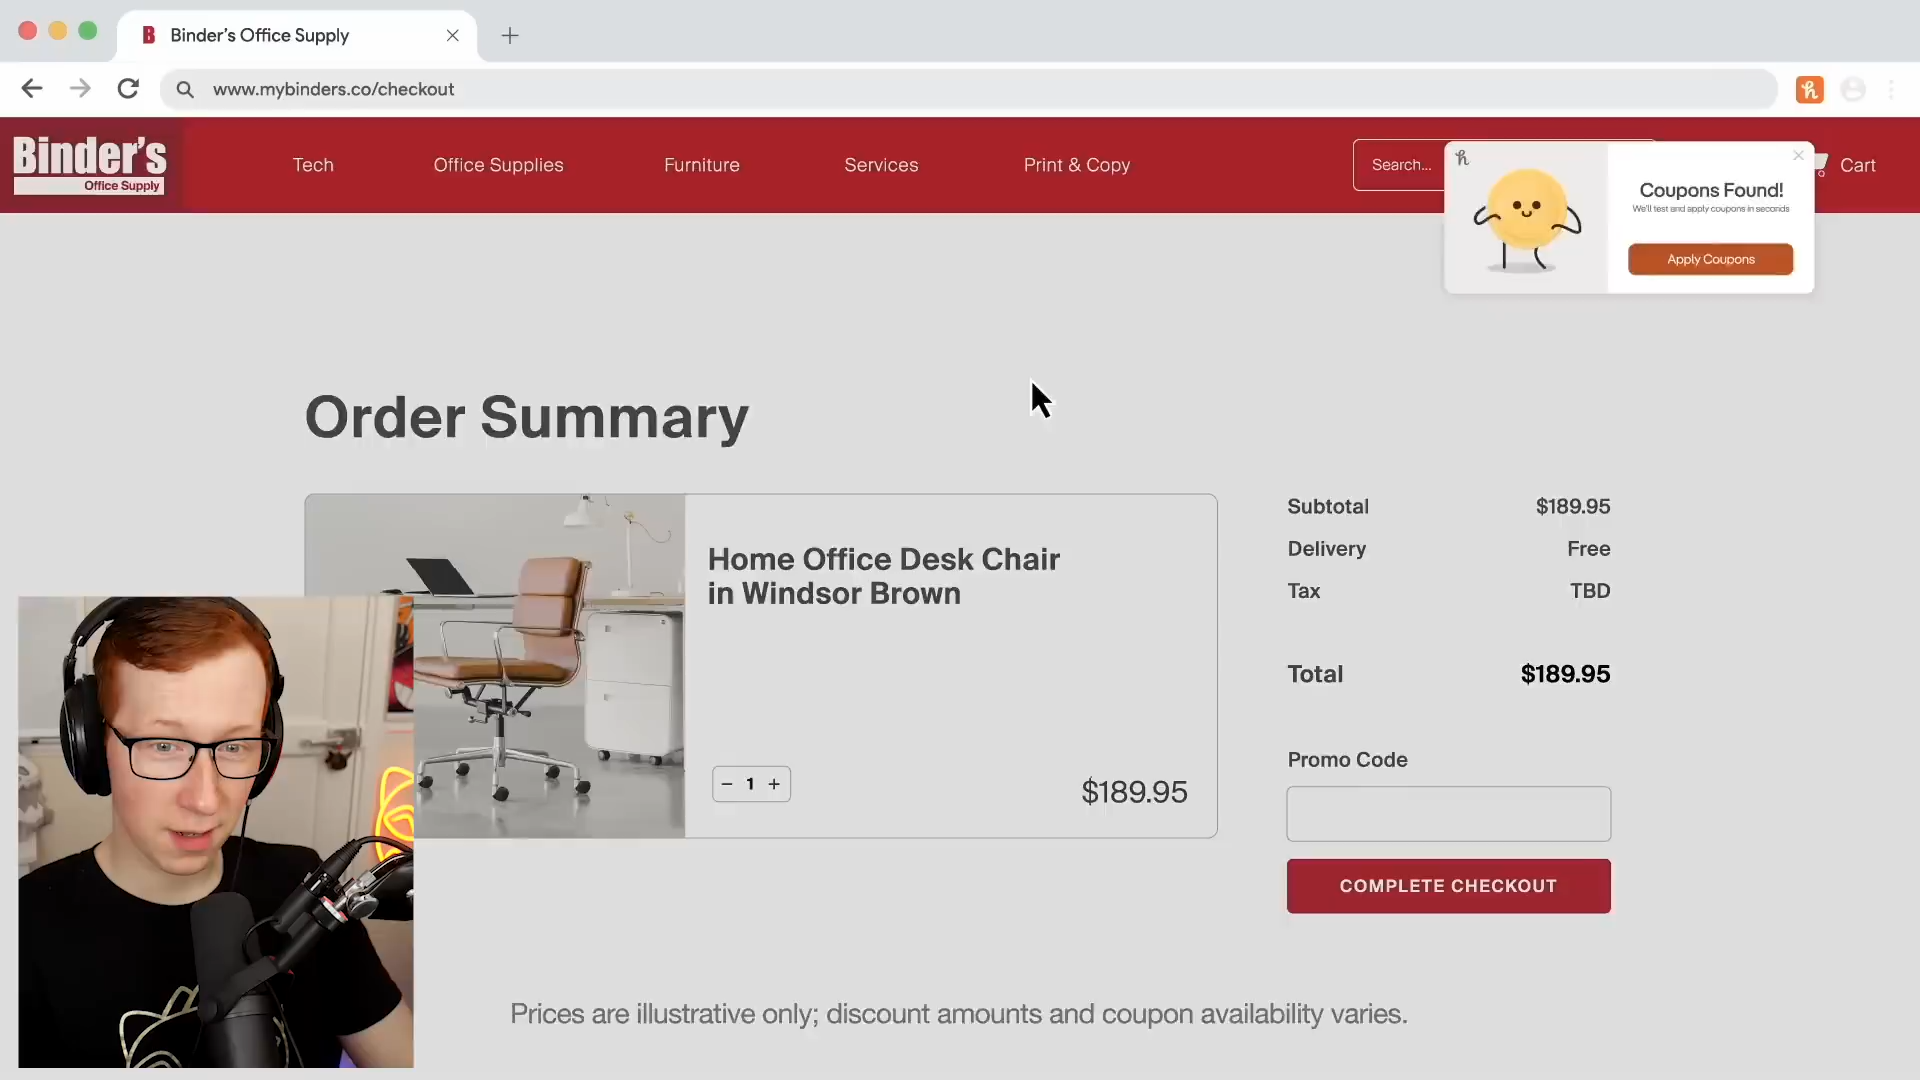 Binder's Office Supply
www.mybinders.co/checkout
h
Binder's
Office Supply
Tech
Office Supplies
Furniture
Services
Print & Copy
Search...
Cart
h
Coupons Found!
We'll test and apply coupons in seconds
Apply Coupons
Order Summary
Home Office Desk Chair
in Windsor Brown
− 1 +
$189.95
Subtotal $189.95
Delivery Free
Tax TBD
Total $189.95
Promo Code
COMPLETE CHECKOUT
Prices are illustrative only; discount amounts and coupon availability varies.